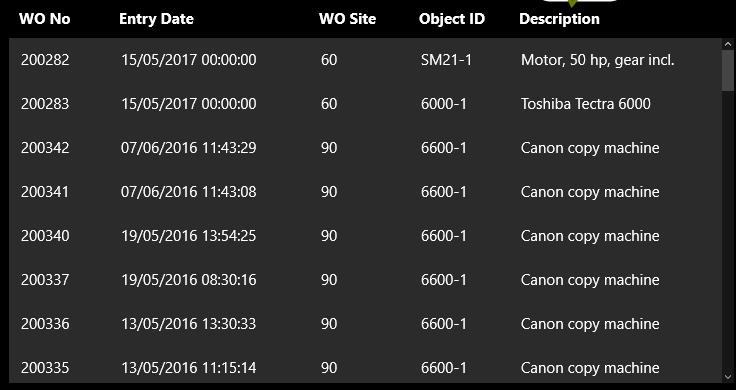 WO No Entry Date WO Site Object ID Description
200282 15/05/2017 00:00:00 60 SM21-1 Motor, 50 hp, gear incl.
200283 15/05/2017 00:00:00 60 6000-1 Toshiba Tectra 6000
200342 07/06/2016 11:43:29 90 6600-1 Canon copy machine
200341 07/06/2016 11:43:08 90 6600-1 Canon copy machine
200340 19/05/2016 13:54:25 90 6600-1 Canon copy machine
200337 19/05/2016 08:30:16 90 6600-1 Canon copy machine
200336 13/05/2016 13:30:33 90 6600-1 Canon copy machine
200335 13/05/2016 11:15:14 90 6600-1 Canon copy machine